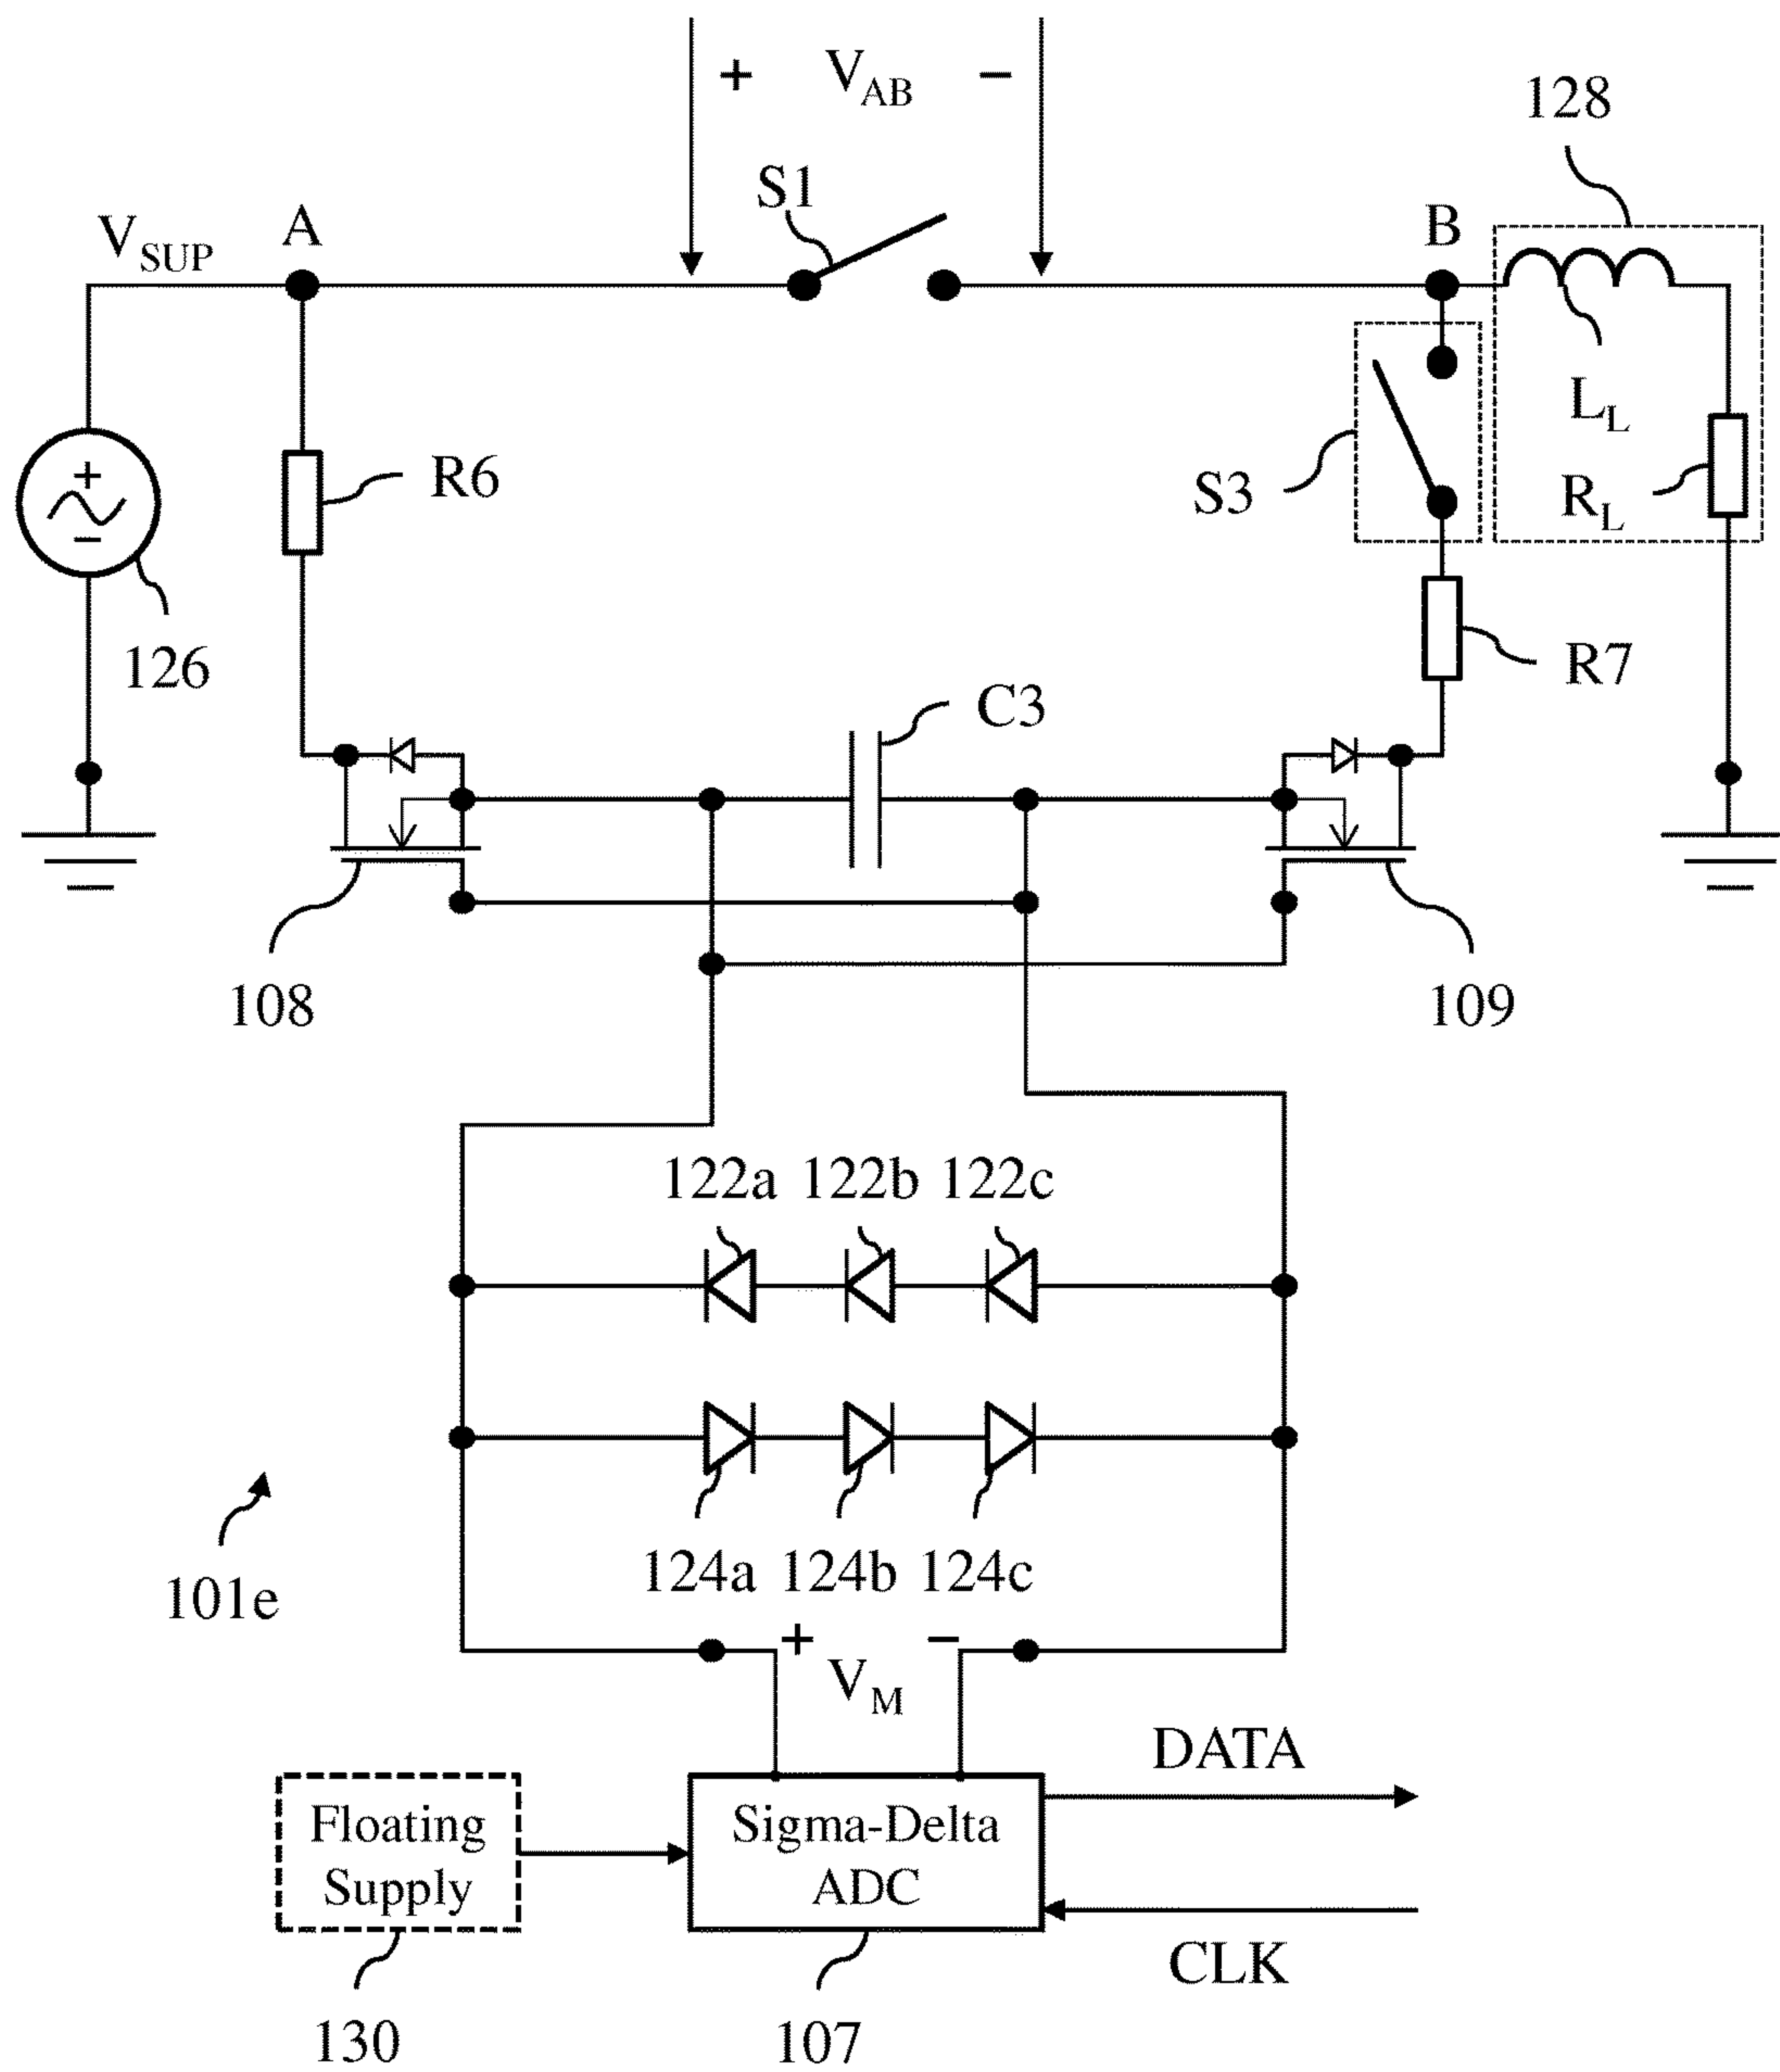 + V_AB −
128
S1
V_SUP
A
B
R6
L_L
S3
R_L
+
−
126
R7
C3
108
109
122a 122b 122c
124a 124b 124c
101e
+ −
V_M
DATA
Floating
Supply
Sigma-Delta
ADC
CLK
130
107